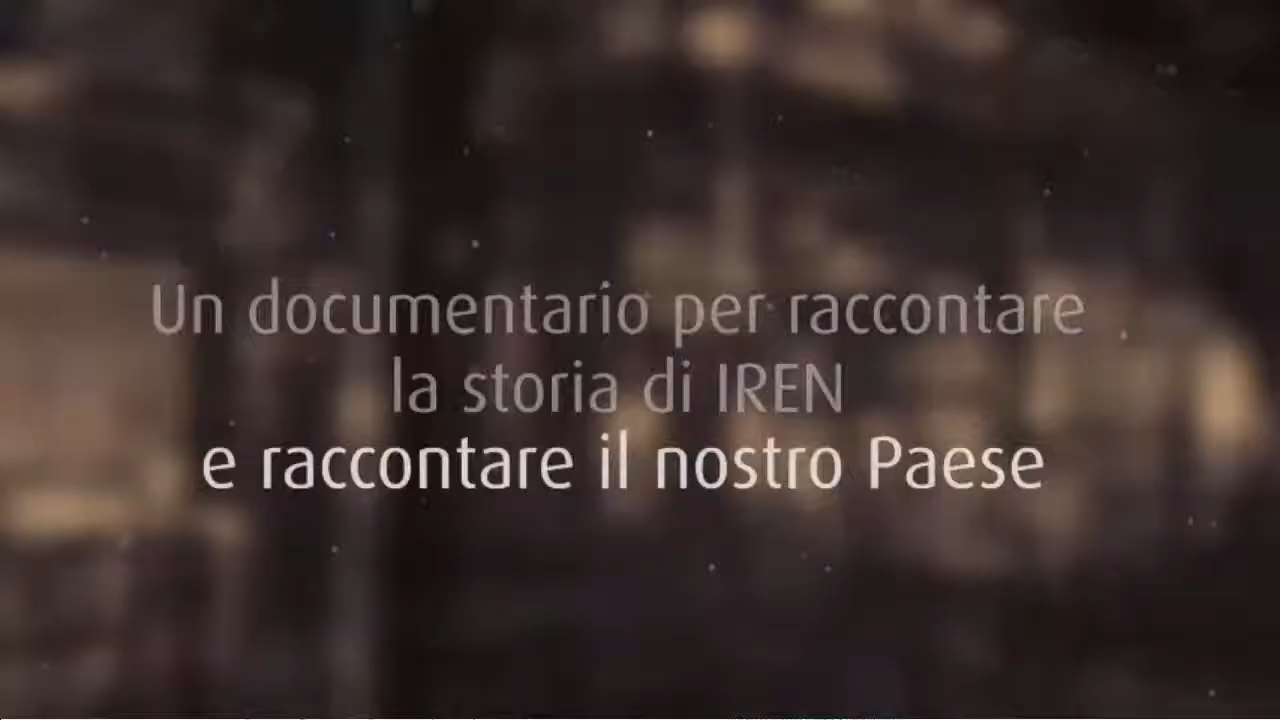 Un documentario per raccontare
la storia di IREN
e raccontare il nostro Paese